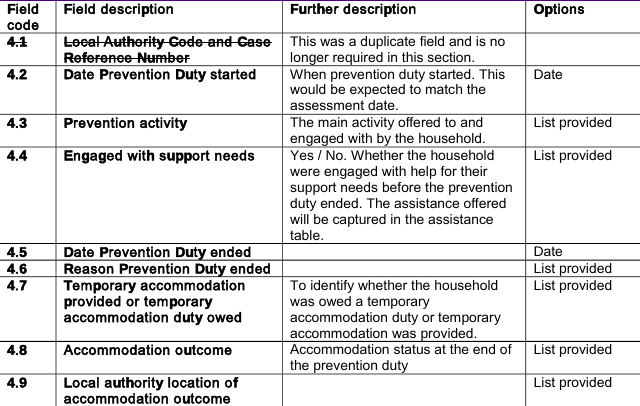 Field code | Field description | Further description | Options
4.1 | Local Authority Code and Case Reference Number | This was a duplicate field and is no longer required in this section. |
4.2 | Date Prevention Duty started | When prevention duty started. This would be expected to match the assessment date. | Date
4.3 | Prevention activity | The main activity offered to and engaged with by the household. | List provided
4.4 | Engaged with support needs | Yes / No. Whether the household were engaged with help for their support needs before the prevention duty ended. The assistance offered will be captured in the assistance table. | List provided
4.5 | Date Prevention Duty ended | | Date
4.6 | Reason Prevention Duty ended | | List provided
4.7 | Temporary accommodation provided or temporary accommodation duty owed | To identify whether the household was owed a temporary accommodation duty or temporary accommodation was provided. | List provided
4.8 | Accommodation outcome | Accommodation status at the end of the prevention duty | List provided
4.9 | Local authority location of accommodation outcome | | List provided